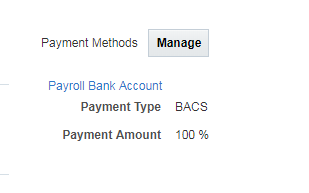 Payment Methods Manage
Payroll Bank Account
Payment Type BACS
Payment Amount 100 %